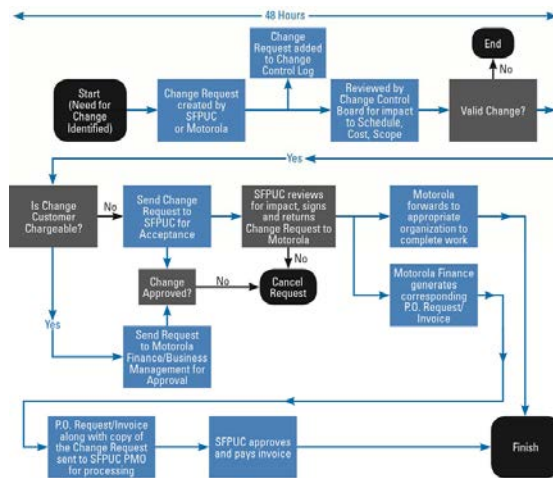 48 Hours
Change
Request added
to Change
Control Log
End
No
Start
(Need for
Change
Identified)
Change Request
created by
SFPUC
or Motorola
Reviewed by
Change Control
Board for impact
to Schedule,
Cost, Scope
Valid Change?
Yes
Is Change
Customer
Chargeable?
No
Send Change
Request to
SFPUC for
Acceptance
SFPUC reviews
for impact, signs
and returns
Change Request to
Motorola
Motorola
forwards to
appropriate
organization to
complete work
No
Change
Approved?
No
Cancel
Request
Motorola Finance
generates
corresponding
P.O. Request/
Invoice
Yes
Send Request
to Motorola
Finance/Business
Management for
Approval
P.O. Request/Invoice
along with copy of
the Change Request
sent to SFPUC PMO
for processing
SFPUC approves
and pays invoice
Finish